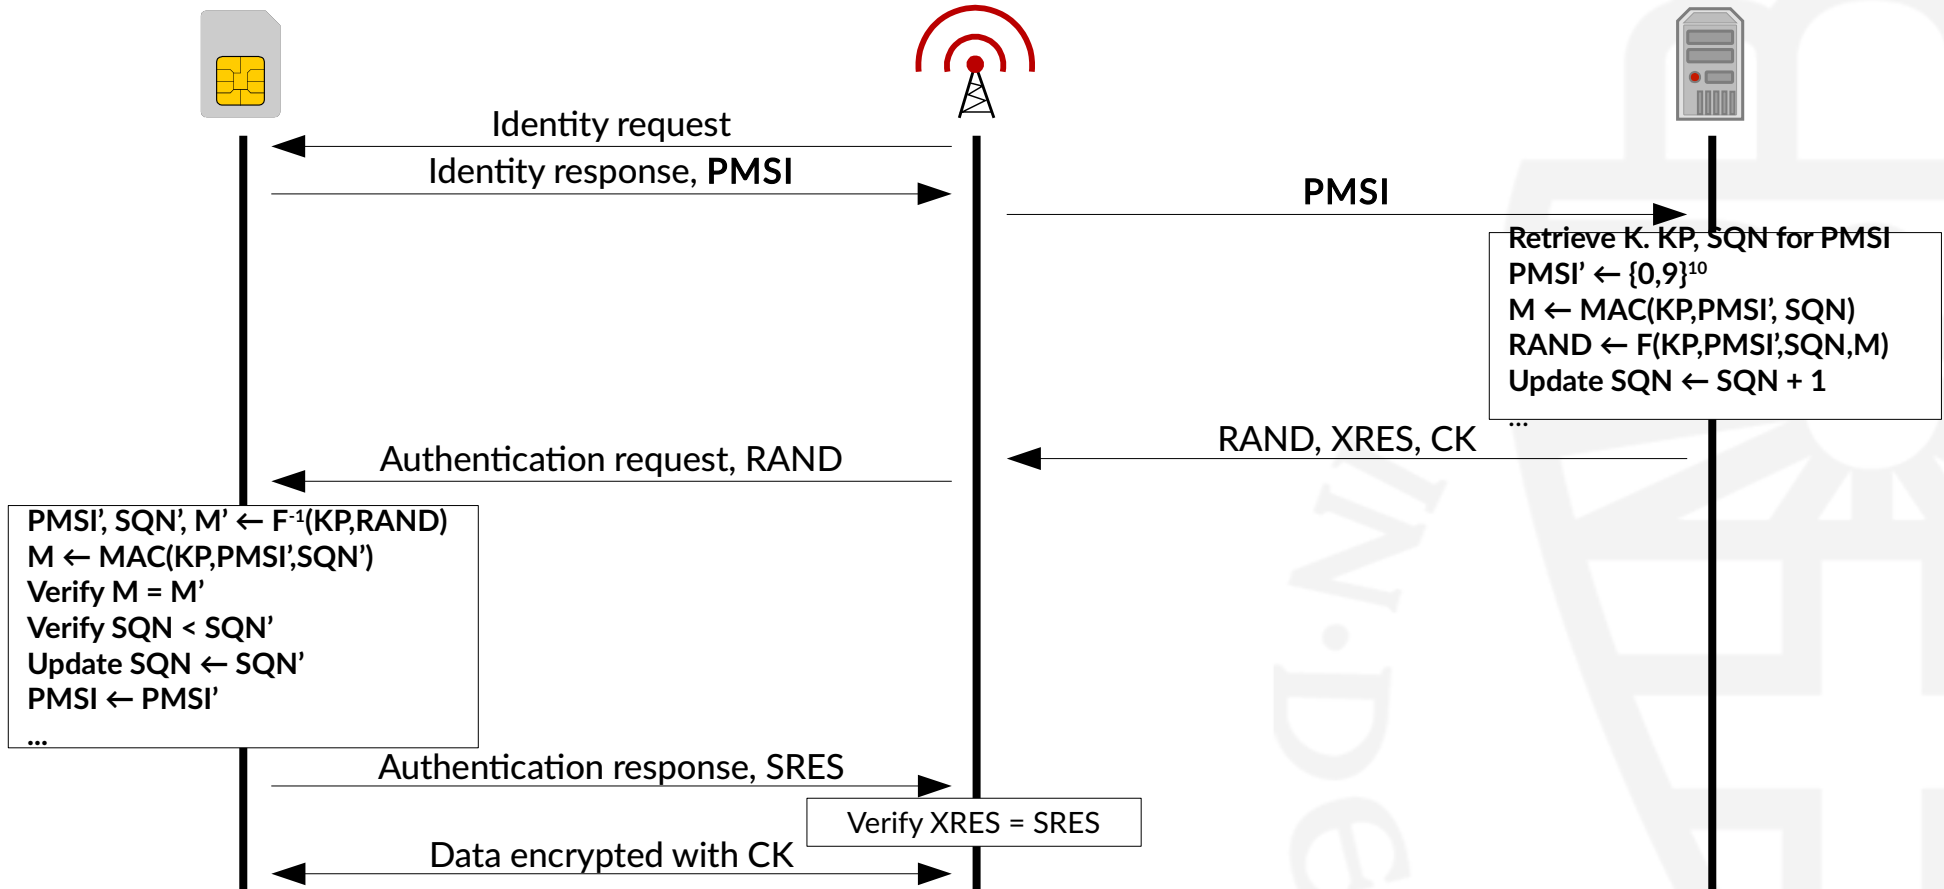 Identity request
Identity response, PMSI
PMSI
Retrieve K. KP, SQN for PMSI
PMSI’ ← {0,9}¹⁰
M ← MAC(KP,PMSI’, SQN)
RAND ← F(KP,PMSI’,SQN,M)
Update SQN ← SQN + 1
...
RAND, XRES, CK
Authentication request, RAND
PMSI’, SQN’, M’ ← F⁻¹(KP,RAND)
M ← MAC(KP,PMSI’,SQN’)
Verify M = M’
Verify SQN < SQN’
Update SQN ← SQN’
PMSI ← PMSI’
...
Authentication response, SRES
Verify XRES = SRES
Data encrypted with CK
IN·De